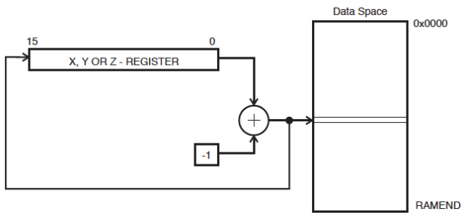 Data Space
15 0 0x0000
X, Y OR Z - REGISTER
+
-1
RAMEND